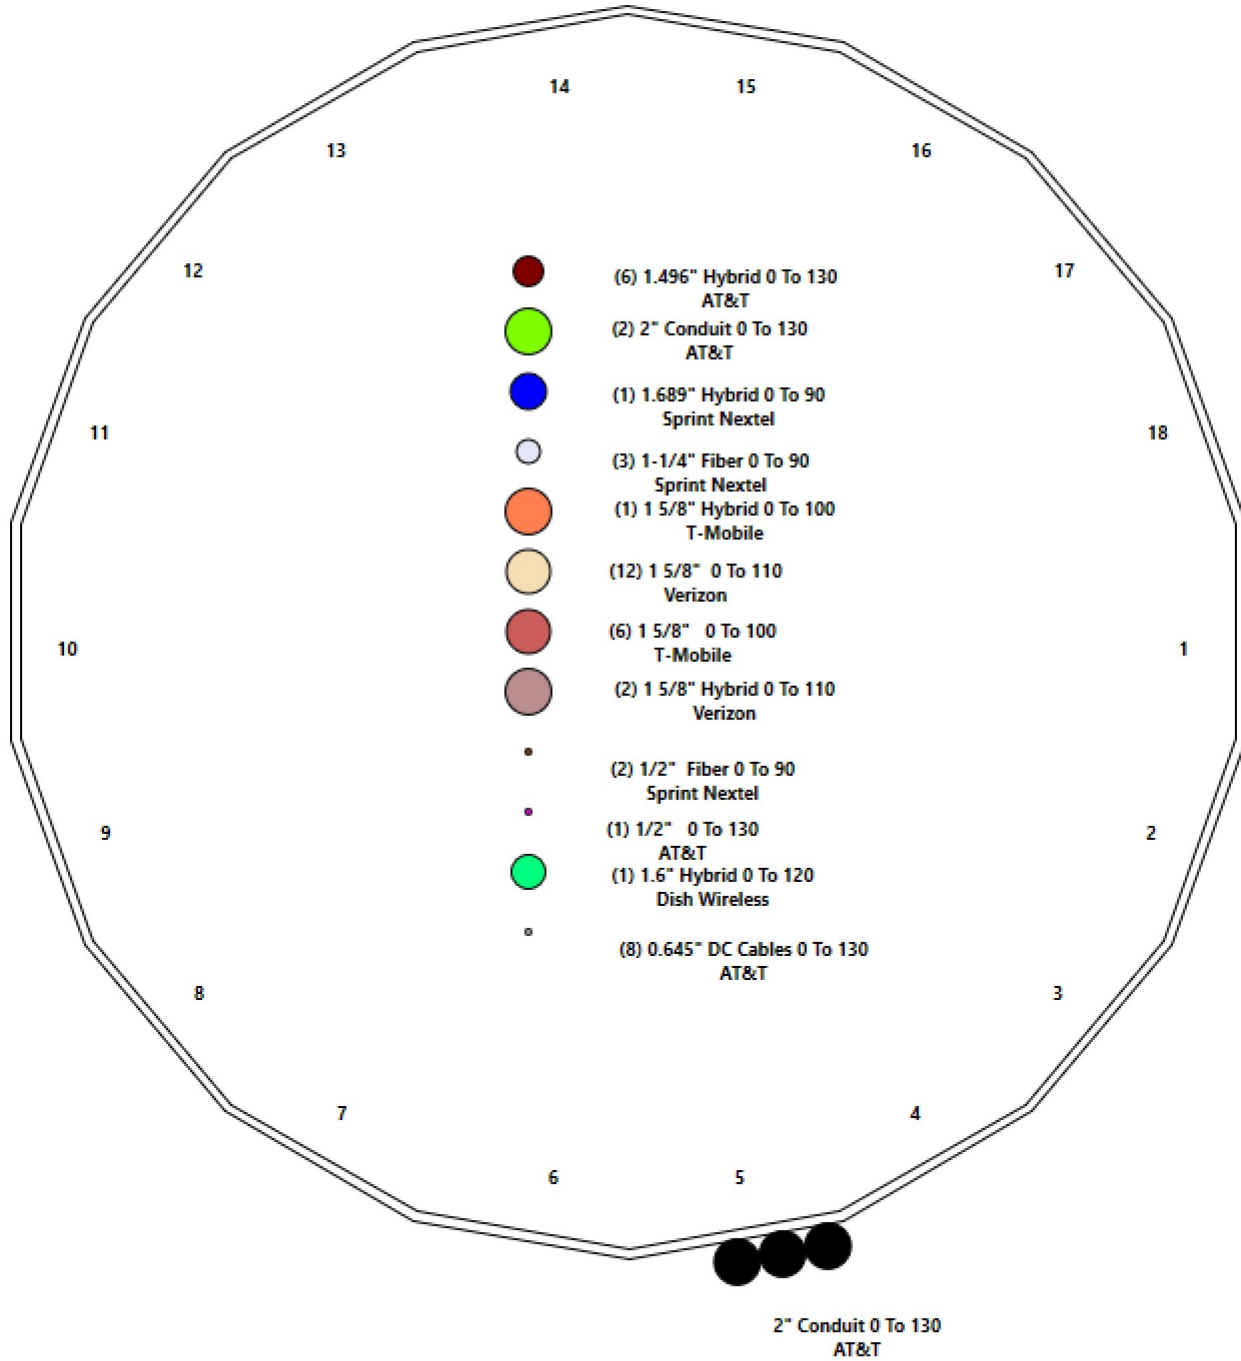 14
15
13
16
12
17
(6) 1.496" Hybrid 0 To 130
AT&T
(2) 2" Conduit 0 To 130
AT&T
(1) 1.689" Hybrid 0 To 90
Sprint Nextel
11
18
(3) 1-1/4" Fiber 0 To 90
Sprint Nextel
(1) 1 5/8" Hybrid 0 To 100
T-Mobile
(12) 1 5/8"  0 To 110
Verizon
(6) 1 5/8"   0 To 100
T-Mobile
10
1
(2) 1 5/8" Hybrid 0 To 110
Verizon
(2) 1/2"  Fiber 0 To 90
Sprint Nextel
(1) 1/2"   0 To 130
AT&T
9
2
(1) 1.6" Hybrid 0 To 120
Dish Wireless
(8) 0.645" DC Cables 0 To 130
AT&T
8
3
7
4
6
5
2" Conduit 0 To 130
AT&T